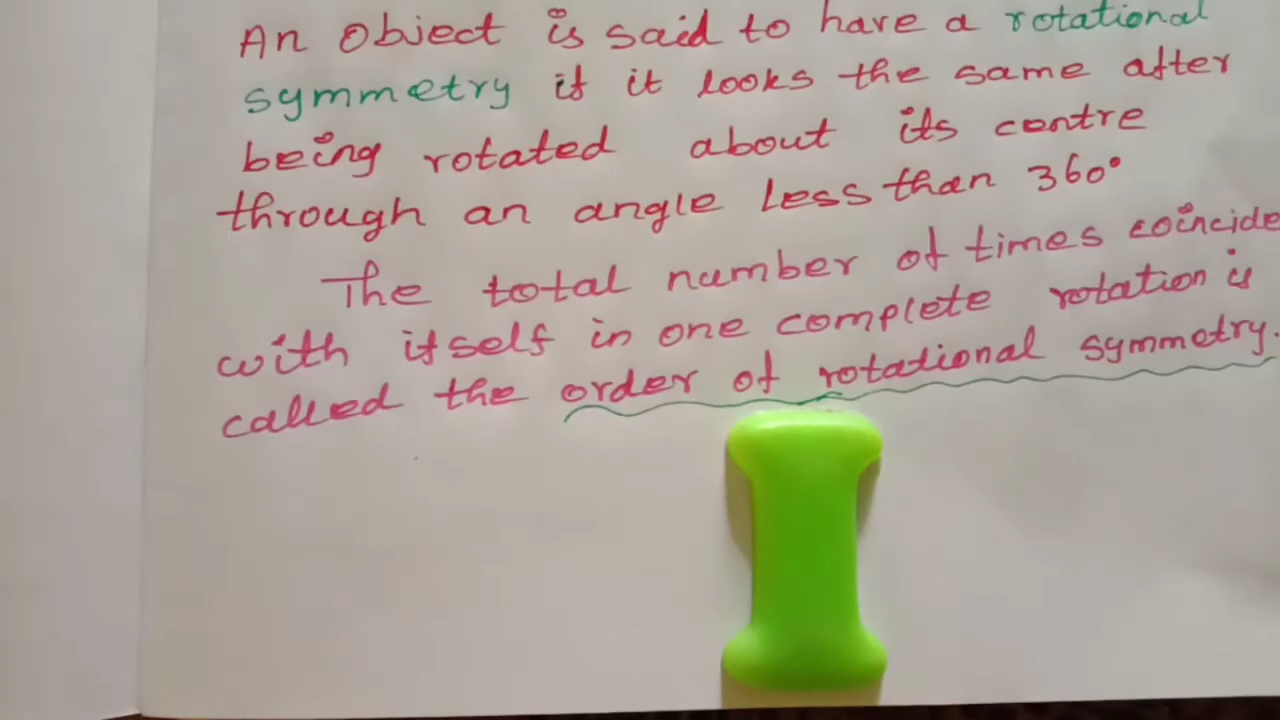 An object is said to have a rotational
symmetry if it looks the same after
being rotated about its centre
through an angle less than 360°
The total number of times coincide
with itself in one complete rotation is
called the order of rotational symmetry.
I